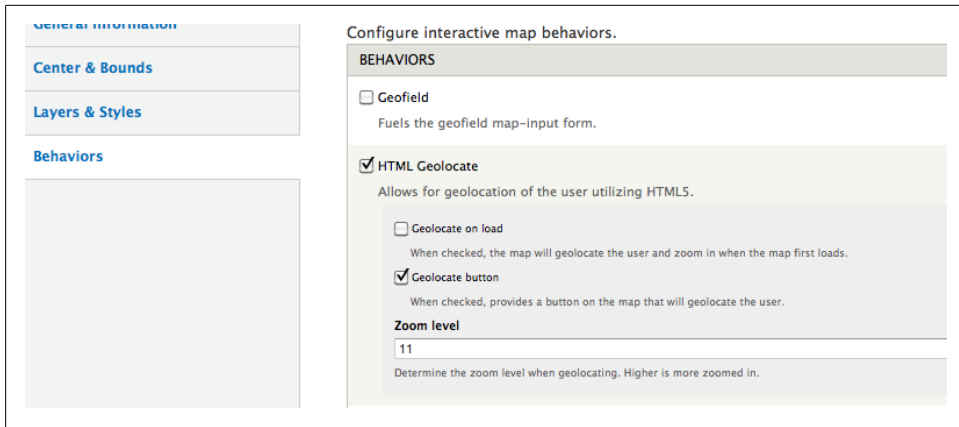 General Information
Center & Bounds
Layers & Styles
Behaviors
Configure interactive map behaviors.
BEHAVIORS
Geofield
Fuels the geofield map-input form.
HTML Geolocate
Allows for geolocation of the user utilizing HTML5.
Geolocate on load
When checked, the map will geolocate the user and zoom in when the map first loads.
Geolocate button
When checked, provides a button on the map that will geolocate the user.
Zoom level
11
Determine the zoom level when geolocating. Higher is more zoomed in.